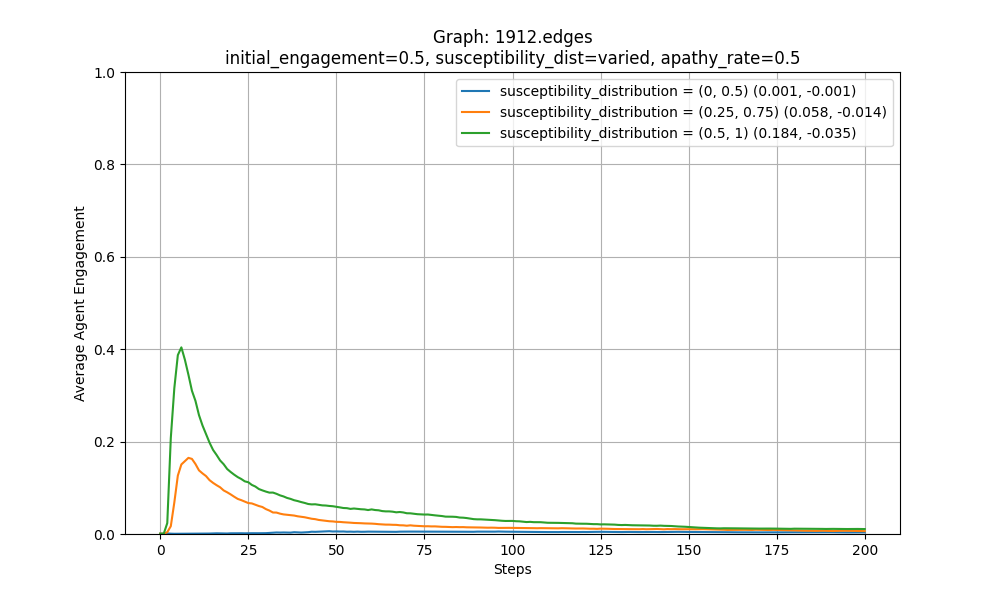 Graph: 1912.edges
initial_engagement=0.5, susceptibility_dist=varied, apathy_rate=0.5
susceptibility_distribution = (0, 0.5) (0.001, -0.001)
susceptibility_distribution = (0.25, 0.75) (0.058, -0.014)
susceptibility_distribution = (0.5, 1) (0.184, -0.035)
Average Agent Engagement
1.0
0.8
0.6
0.4
0.2
0.0
0 25 50 75 100 125 150 175 200
Steps